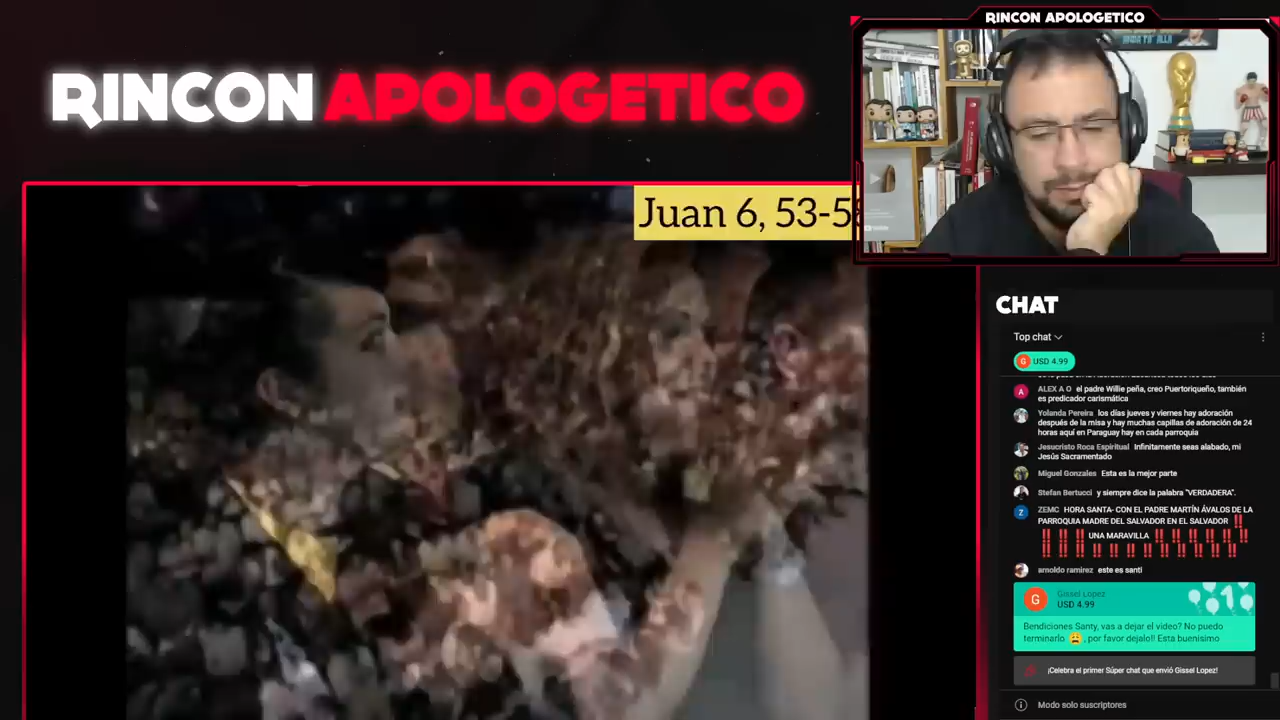 RINCON APOLOGETICO
RINCON APOLOGETICO
Juan 6, 53-5
CHAT
Top chat
G USD 4.99
A ALEX A O el padre Willie peña, creo Puertoriqueño, también
es predicador carismática
Yolanda Pereira los días jueves y viernes hay adoración
después de la misa y hay muchas capillas de adoración de 24
horas aquí en Paraguay hay en cada parroquia
Jesucristo Roca Espiritual Infinitamente seas alabado, mi
Jesús Sacramentado
Miguel Gonzales Esta es la mejor parte
Stefan Bertucci y siempre dice la palabra "VERDADERA".
Z ZEMC HORA SANTA- CON EL PADRE MARTÍN ÁVALOS DE LA
PARROQUIA MADRE DEL SALVADOR EN EL SALVADOR ‼
‼‼‼ UNA MARAVILLA ‼‼‼‼‼‼‼
arnoldo ramirez este es santi
G Gissel Lopez
USD 4.99
Bendiciones Santy, vas a dejar el video? No puedo
terminarlo 😩, por favor dejalo!! Esta buenisimo
¡Celebra el primer Súper chat que envió Gissel Lopez!
Modo solo suscriptores